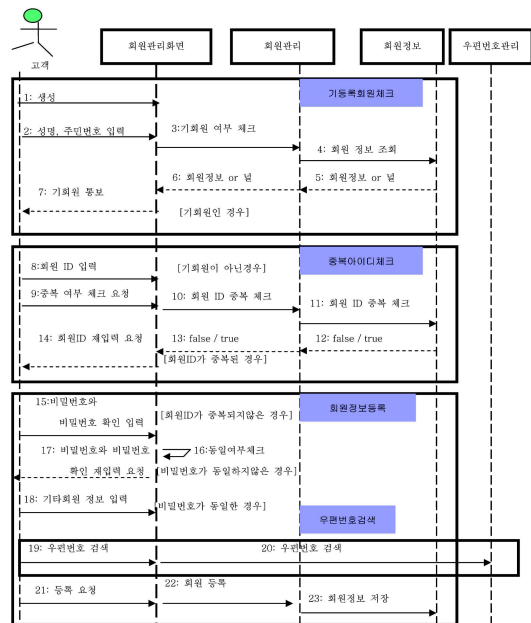 회원관리화면
회원관리
회원정보
우편번호관리
고객
기등록회원체크
1: 생성
2: 성명, 주민번호 입력
3:기회원 여부 체크
4: 회원 정보 조회
5: 회원정보 or 널
6: 회원정보 or 널
7: 기회원 통보
[기회원인 경우]
중복아이디체크
8:회원 ID 입력
[기회원이 아닌경우]
9:중복 여부 체크 요청
10: 회원 ID 중복 체크
11: 회원 ID 중복 체크
12: false / true
13: false / true
14: 회원ID 재입력 요청
[회원ID가 중복된 경우]
회원정보등록
15:비밀번호와
비밀번호 확인 입력
[회원ID가 중복되지않은 경우]
16:동일여부체크
17: 비밀번호와 비밀번호
확인 재입력 요청
[비밀번호가 동일하지않은 경우]
18: 기타회원 정보 입력
[비밀번호가 동일한 경우]
우편번호검색
19: 우편번호 검색
20: 우편번호 검색
21: 등록 요청
22: 회원 등록
23: 회원정보 저장